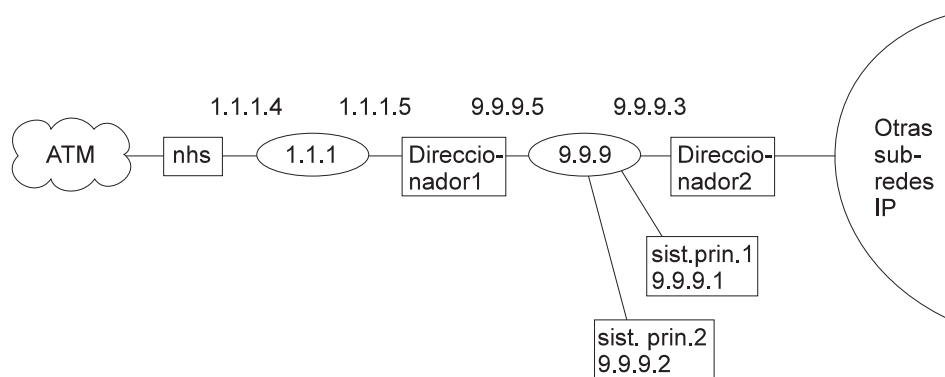 1.1.1.4
1.1.1.5
9.9.9.5
9.9.9.3
ATM
nhs
1.1.1
Direccio-
nador1
9.9.9
Direccio-
nador2
Otras
sub-
redes
IP
sist.prin.1
9.9.9.1
sist. prin.2
9.9.9.2